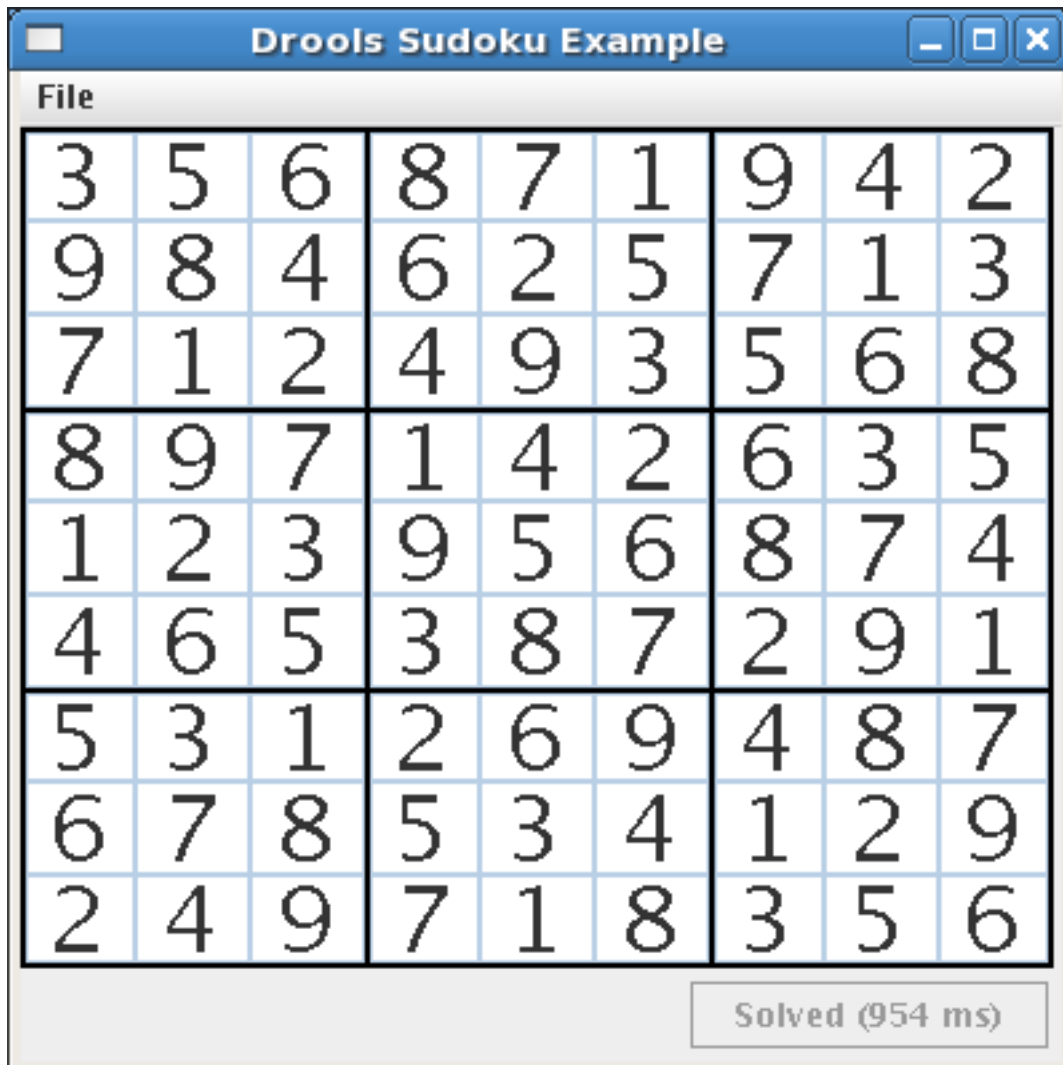 Drools Sudoku Example
File
3 5 6 8 7 1 9 4 2
9 8 4 6 2 5 7 1 3
7 1 2 4 9 3 5 6 8
8 9 7 1 4 2 6 3 5
1 2 3 9 5 6 8 7 4
4 6 5 3 8 7 2 9 1
5 3 1 2 6 9 4 8 7
6 7 8 5 3 4 1 2 9
2 4 9 7 1 8 3 5 6
Solved (954 ms)